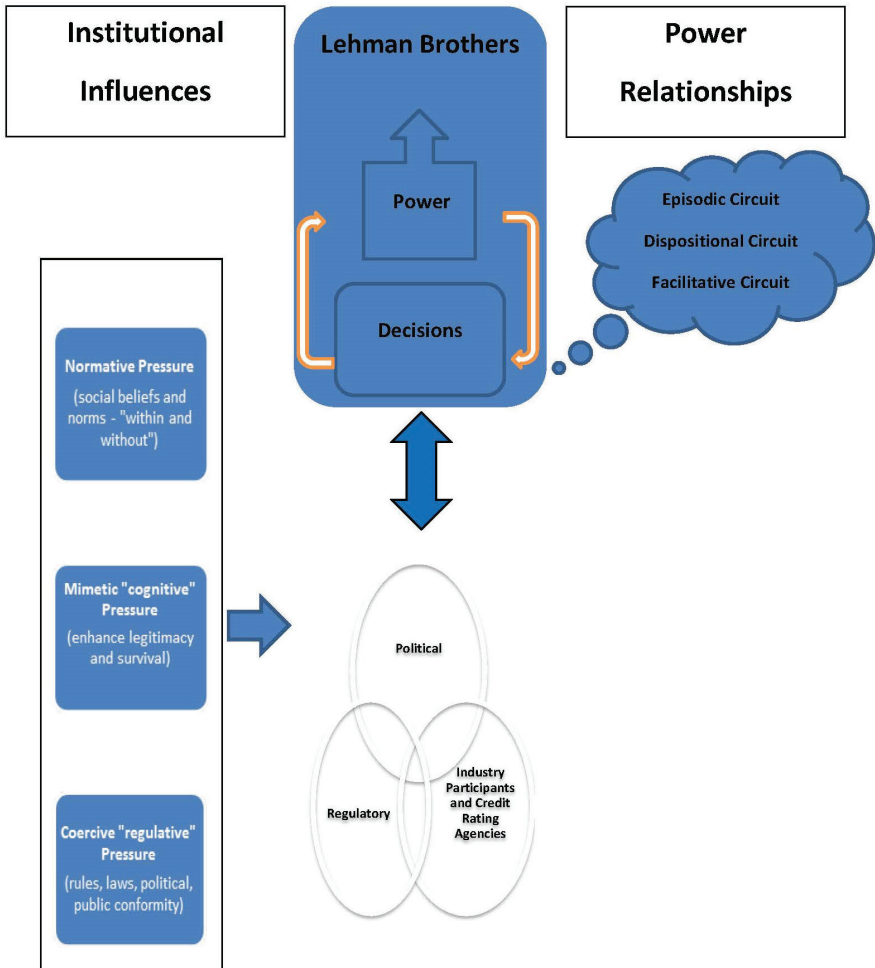 Institutional
Influences
Lehman Brothers
Power
Relationships
Power
Decisions
Episodic Circuit
Dispositional Circuit
Facilitative Circuit
Normative Pressure
(social beliefs and
norms - "within and
without")
Mimetic "cognitive"
Pressure
(enhance legitimacy
and survival)
Coercive "regulative"
Pressure
(rules, laws, political,
public conformity)
Political
Regulatory
Industry
Participants
and Credit
Rating
Agencies